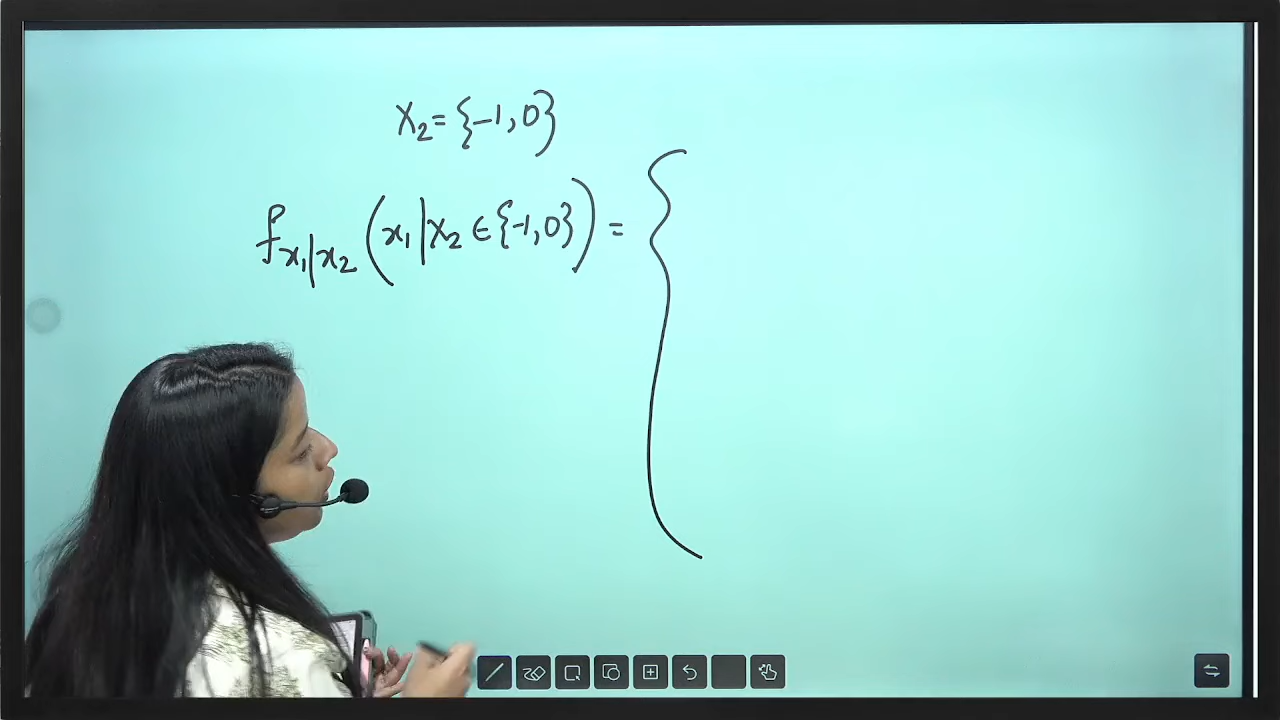 X₂ = {-1, 0}
f_{x₁|x₂} (x₁ | X₂ ∈ {-1, 0}) = {